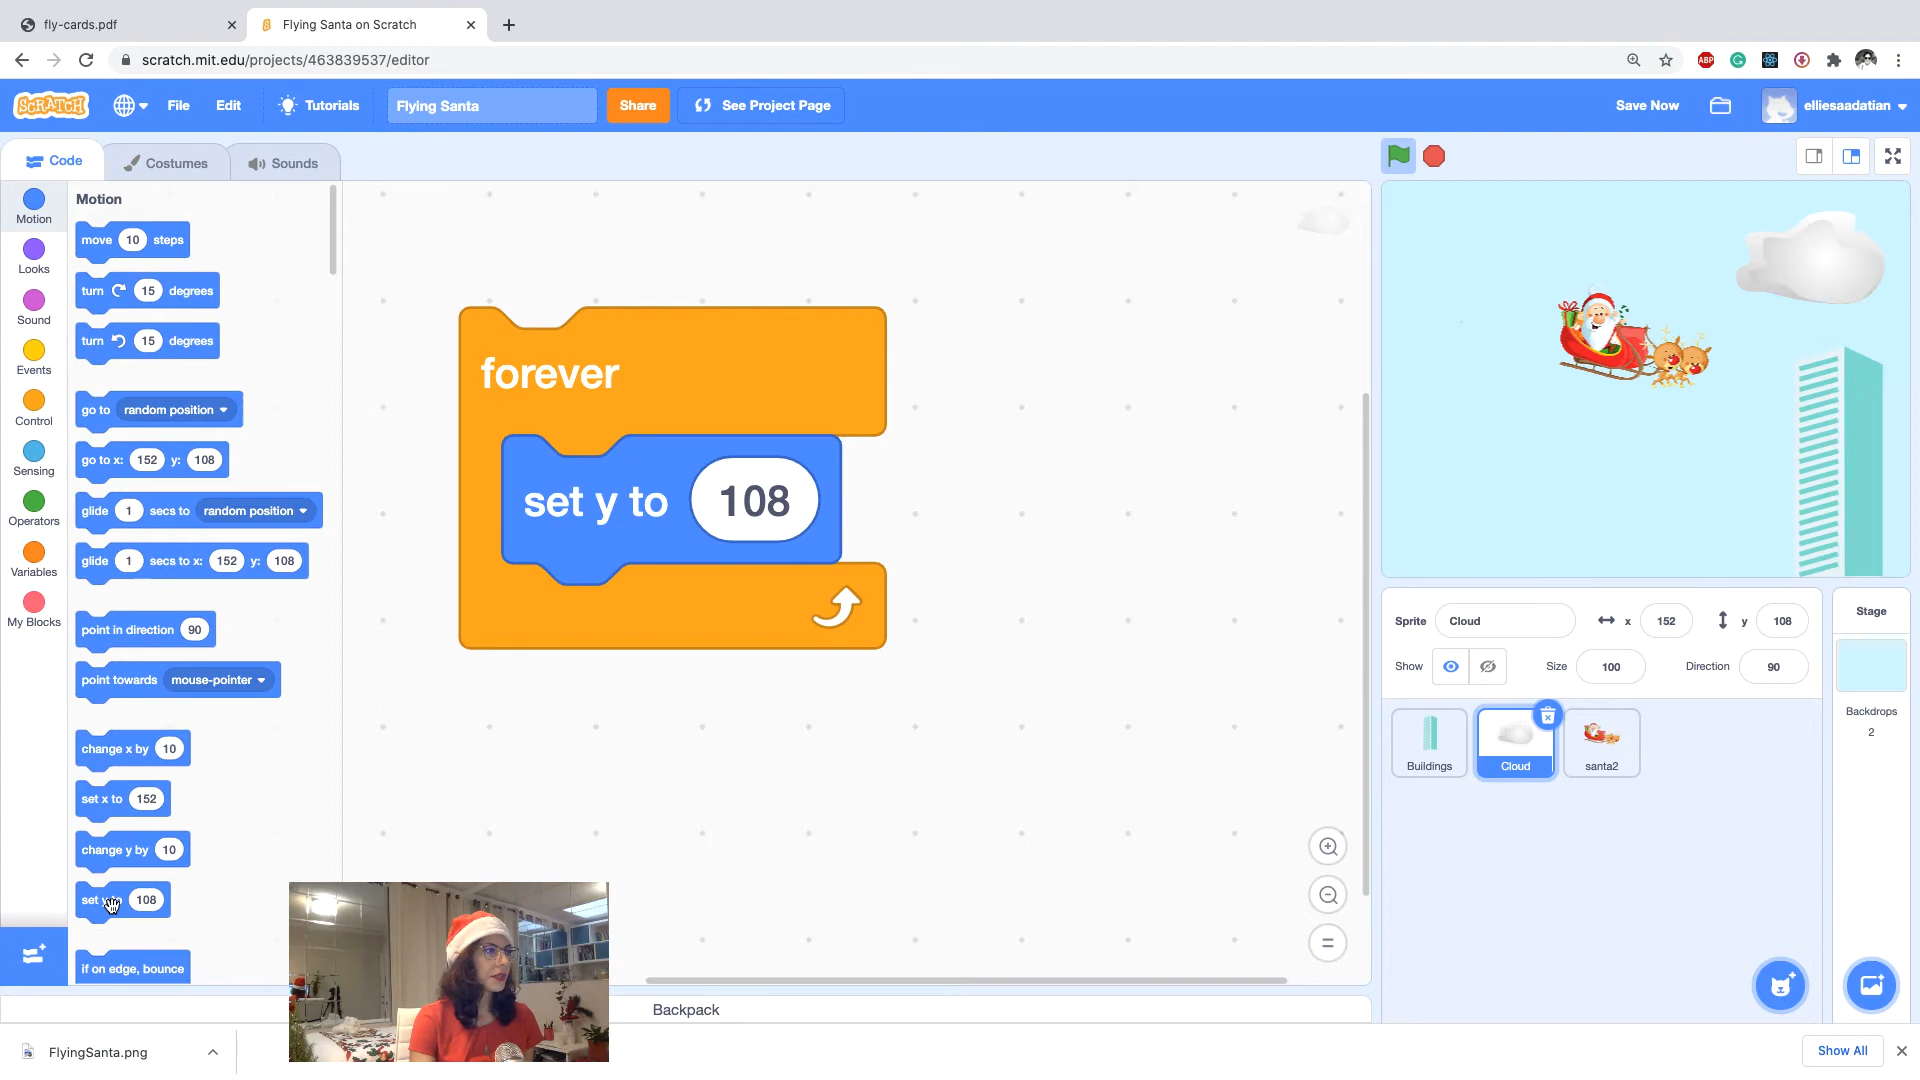 fly-cards.pdf
Flying Santa on Scratch
scratch.mit.edu/projects/463839537/editor
ABP
SCRATCH
File
Edit
Tutorials
Flying Santa
Share
See Project Page
Save Now
elliesaadatian
Code
Costumes
Sounds
Motion
Looks
Sound
Events
Control
Sensing
Operators
Variables
My Blocks
Motion
move 10 steps
turn 15 degrees
turn 15 degrees
go to random position
go to x: 152 y: 108
glide 1 secs to random position
glide 1 secs to x: 152 y: 108
point in direction 90
point towards mouse-pointer
change x by 10
set x to 152
change y by 10
set y to 108
if on edge, bounce
forever
set y to 108
Sprite Cloud x 152 y 108
Show Size 100 Direction 90
Buildings
Cloud
santa2
Stage
Backdrops
2
Backpack
FlyingSanta.png
Show All